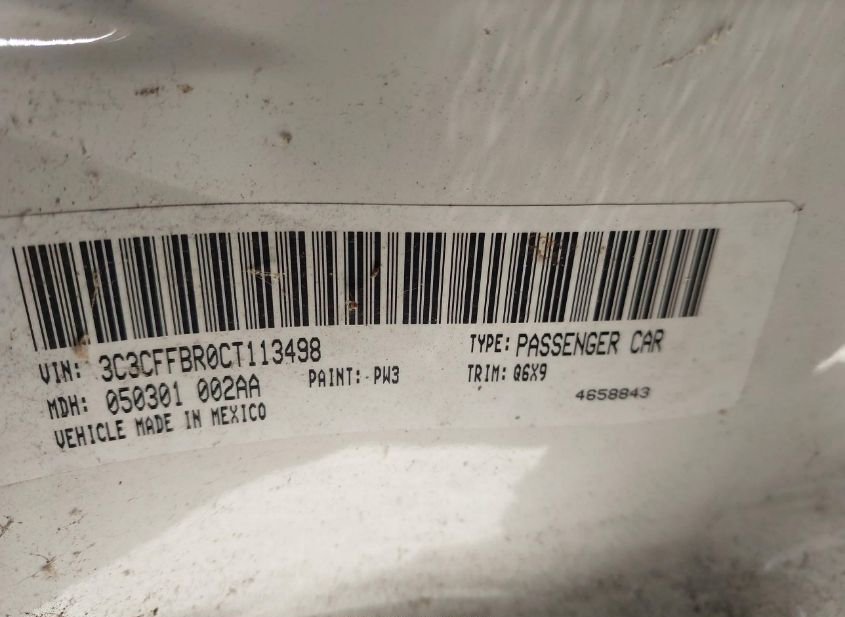 VIN: 3C3CFFBR0CT113498 TYPE: PASSENGER CAR
MDH: 050301 002AA PAINT: PW3 TRIM: Q6X9
VEHICLE MADE IN MEXICO 4658843